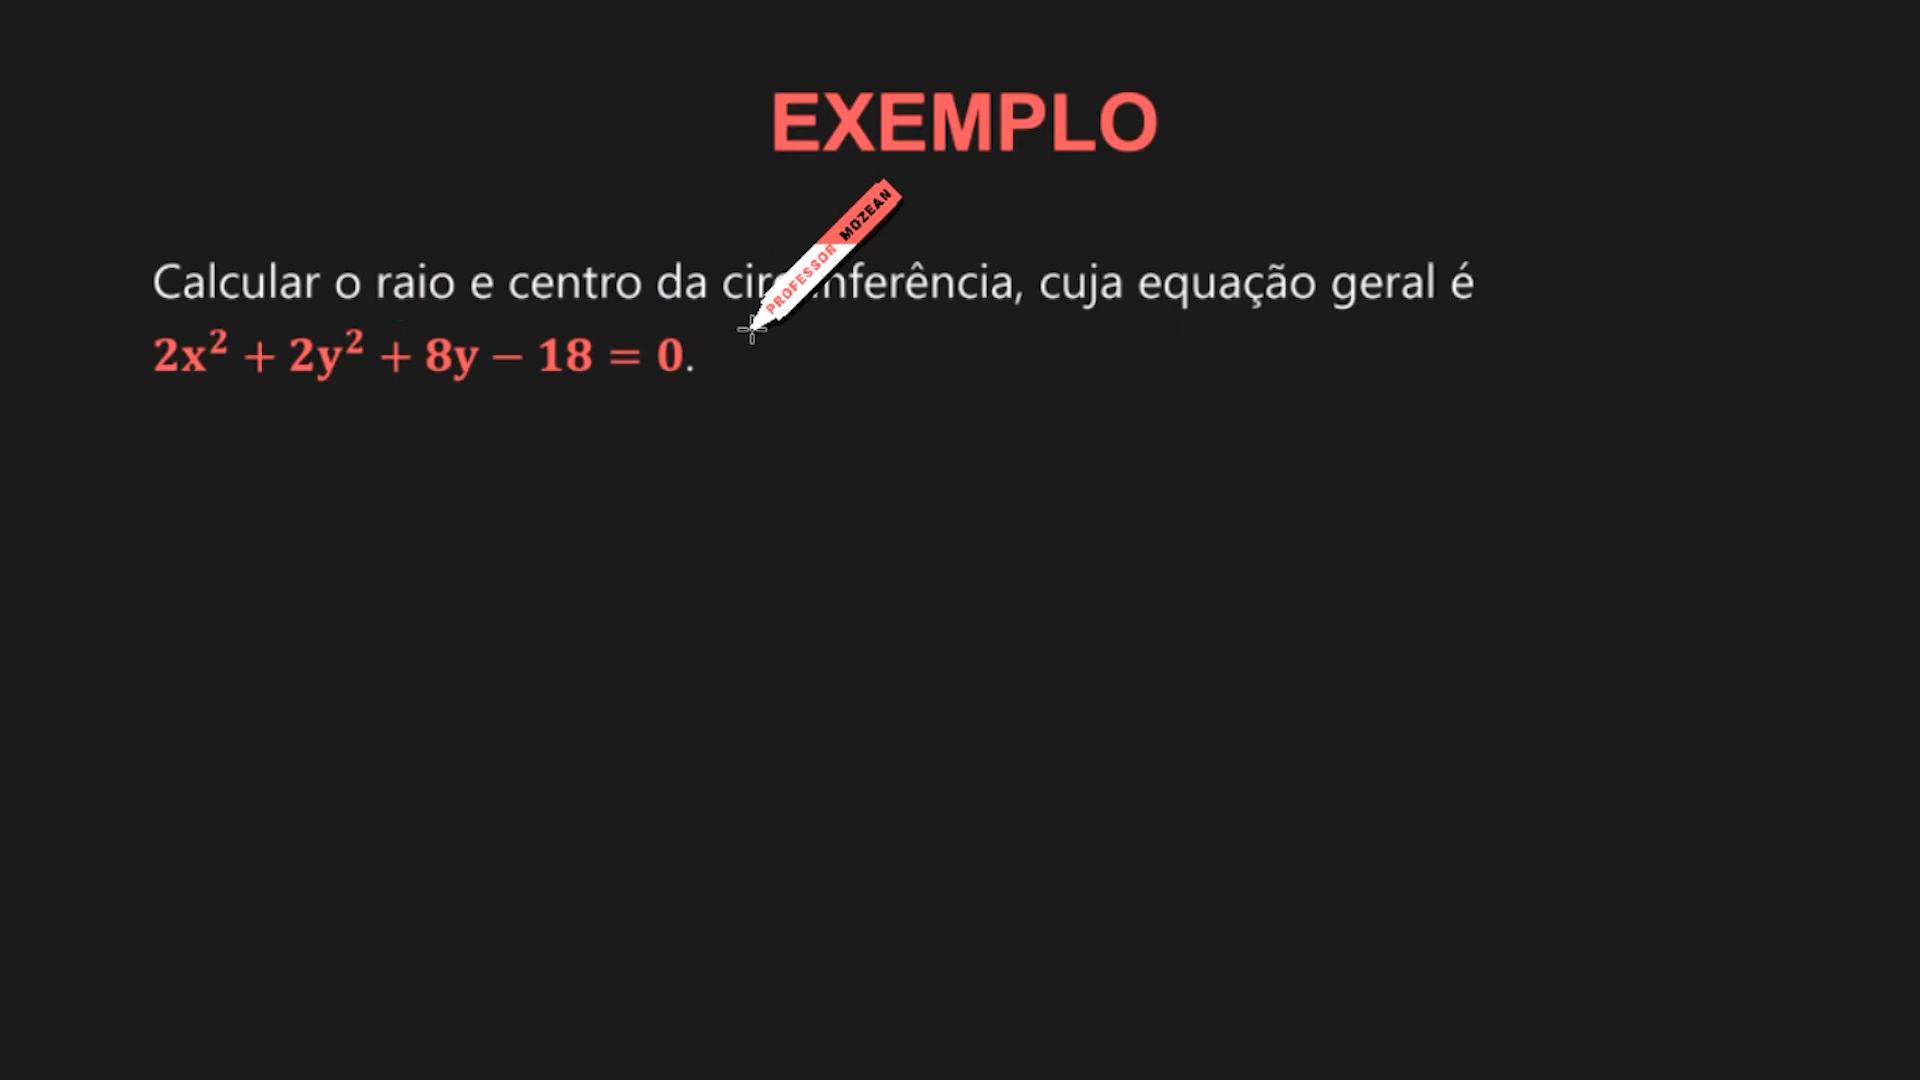 EXEMPLO
PROFESSOR MOZEAN
Calcular o raio e centro da circunferência, cuja equação geral é
2x² + 2y² + 8y − 18 = 0.